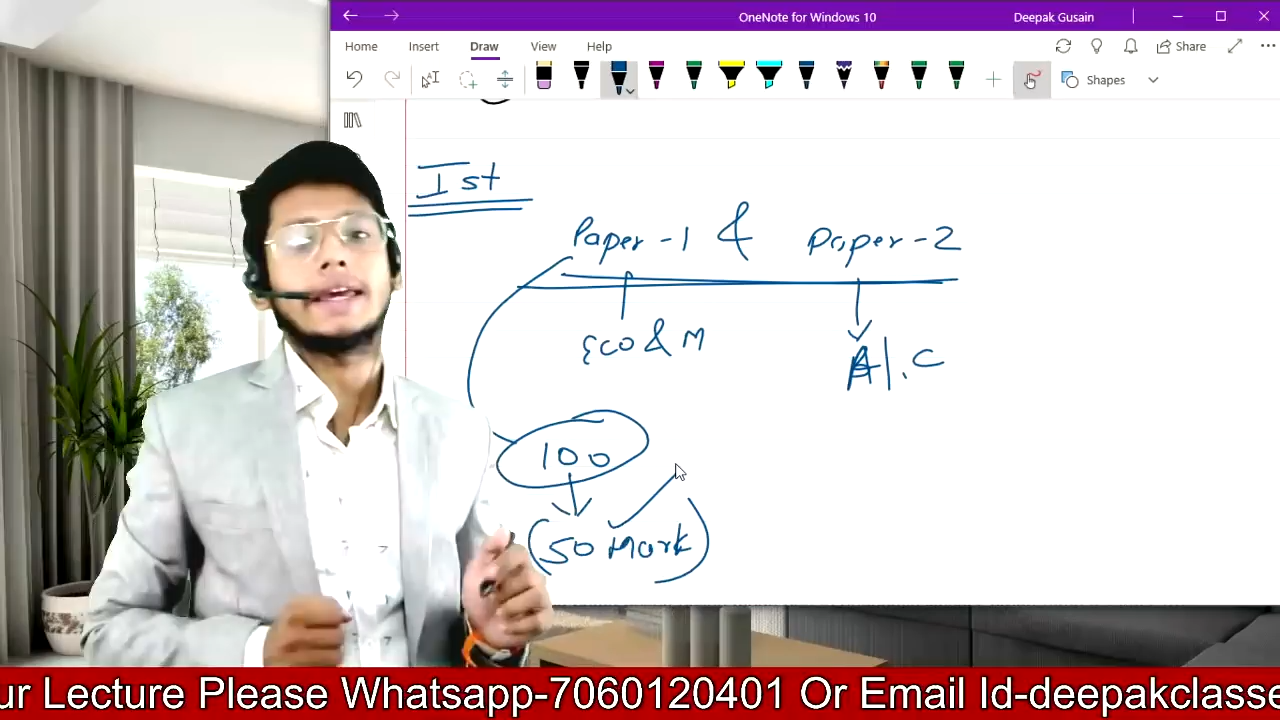 OneNote for Windows 10
Deepak Gusain
Home Insert Draw View Help
Share
Shapes
Ist
Paper-1 & Paper-2
Eco & M
A|.C
100
(50 Mark)
ur Lecture Please Whatsapp-7060120401 Or Email Id-deepakclasse